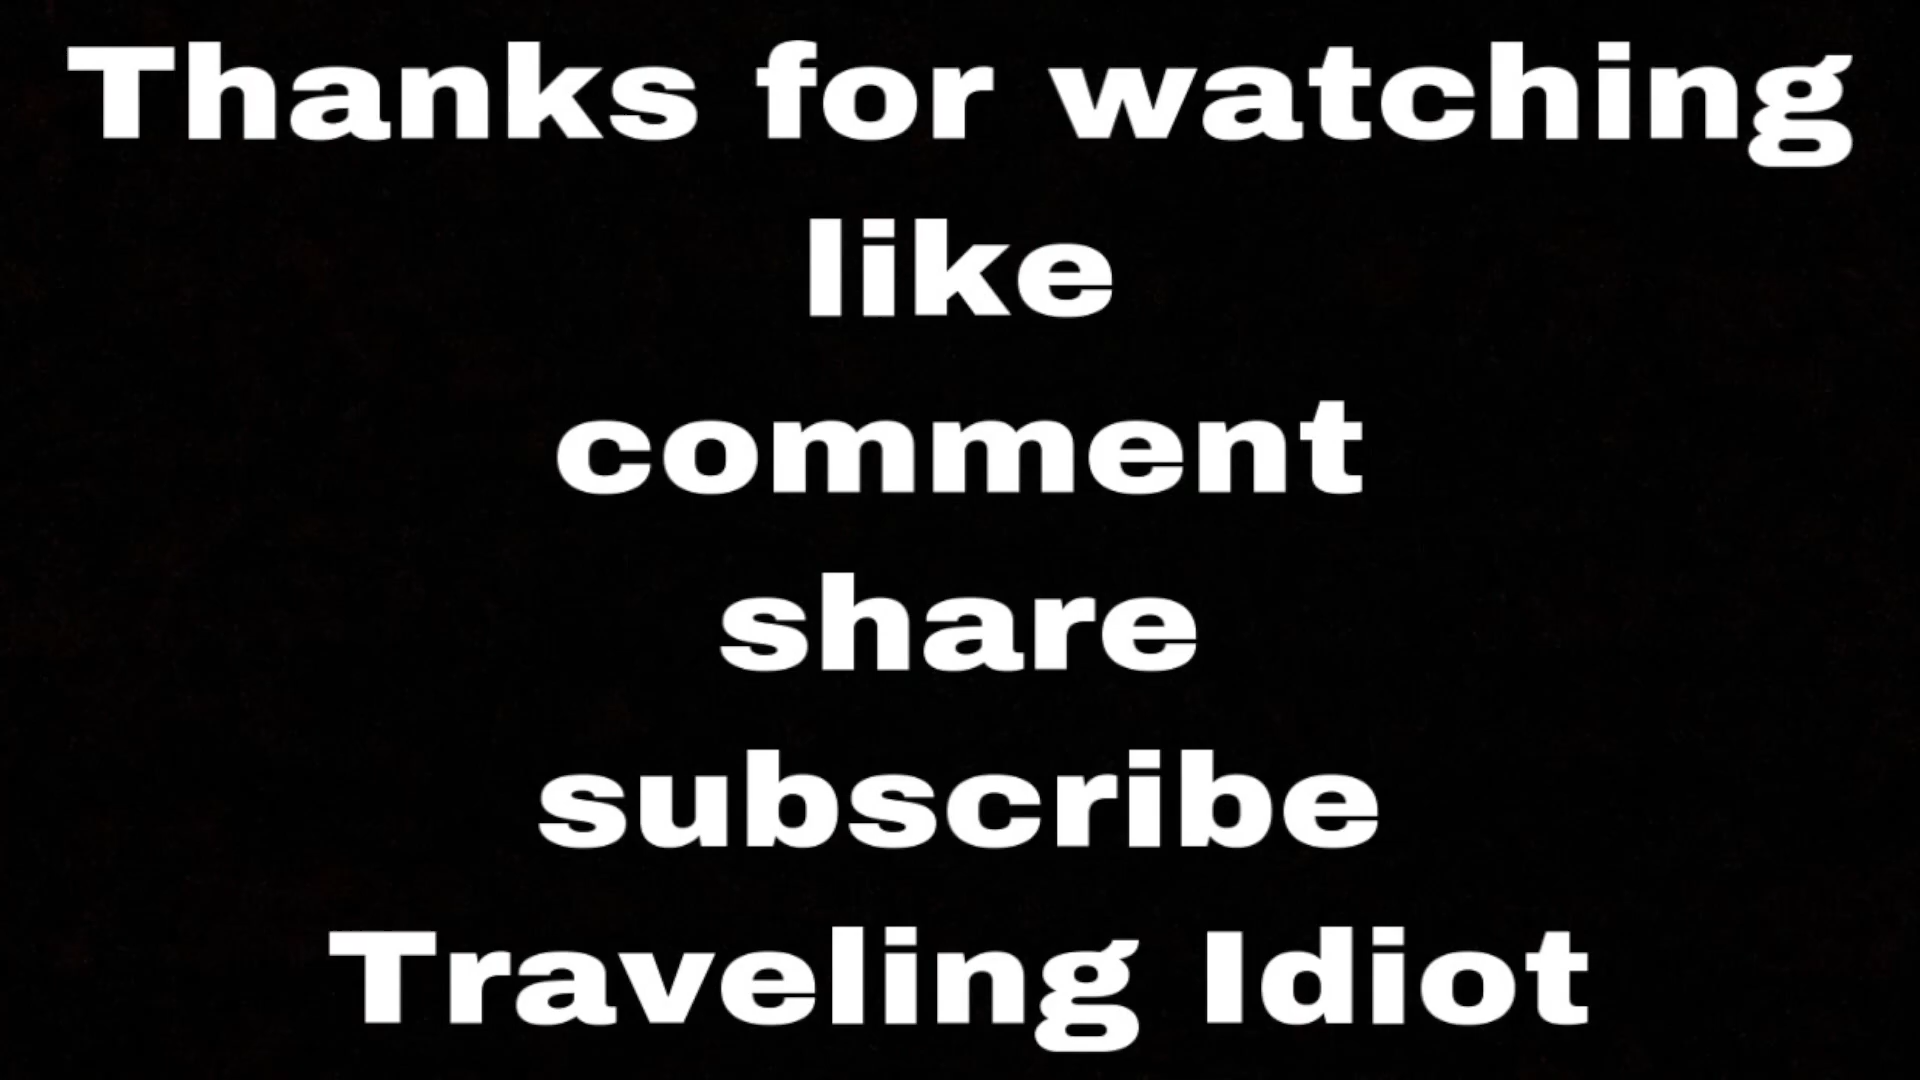 Thanks for watching
like
comment
share
subscribe
Traveling Idiot